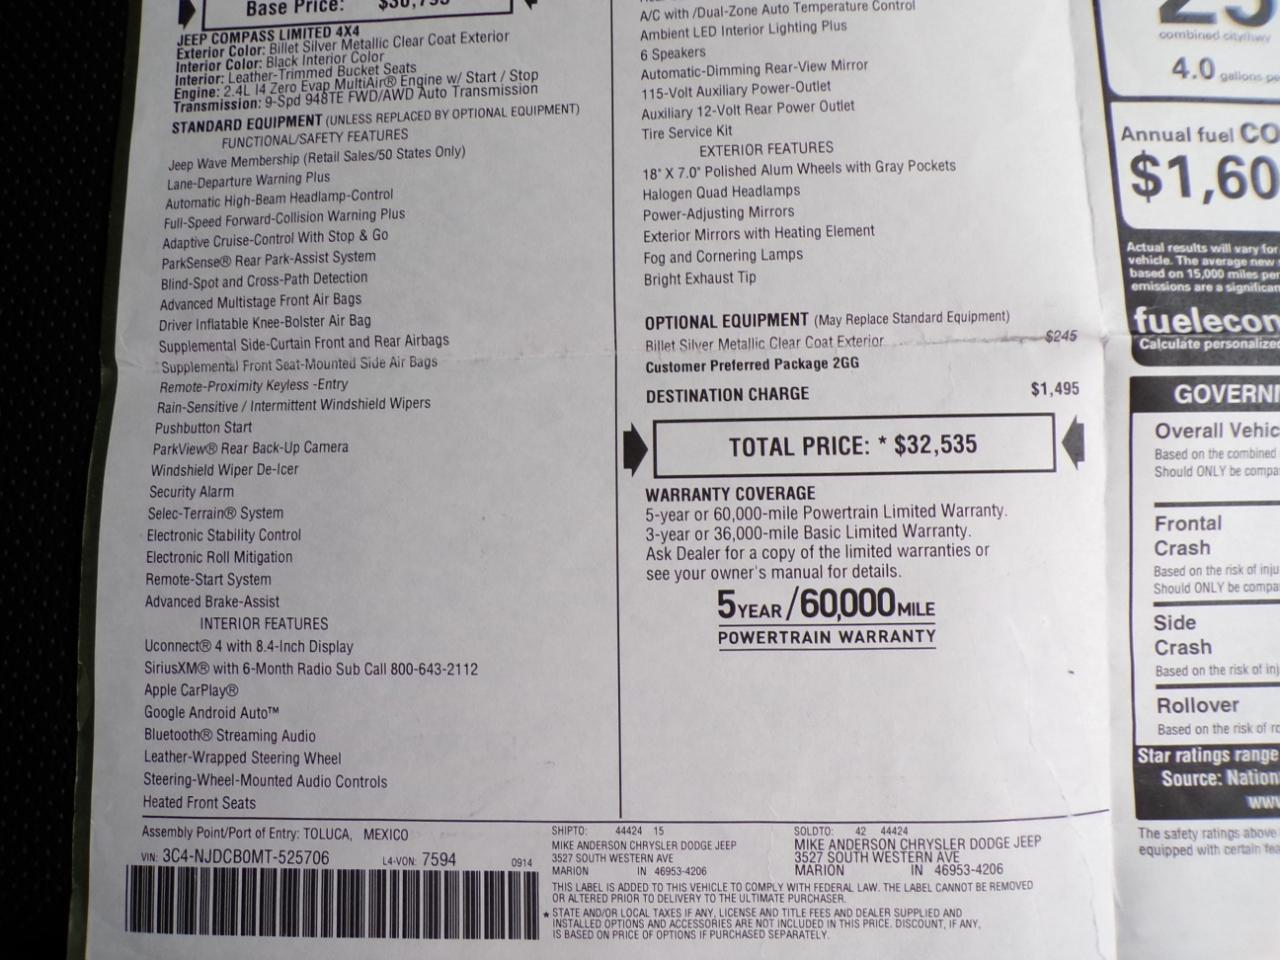 Base Price:
JEEP COMPASS LIMITED 4X4
Exterior Color: Billet Silver Metallic Clear Coat Exterior
Interior Color: Black Interior Color
Interior: Leather-Trimmed Bucket Seats
Engine: 2.4L I4 Zero Evap MultiAir® Engine w/ Start / Stop
Transmission: 9-Spd 948TE FWD/AWD Auto Transmission
STANDARD EQUIPMENT (UNLESS REPLACED BY OPTIONAL EQUIPMENT)
FUNCTIONAL/SAFETY FEATURES
Jeep Wave Membership (Retail Sales/50 States Only)
Lane-Departure Warning Plus
Automatic High-Beam Headlamp-Control
Full-Speed Forward-Collision Warning Plus
Adaptive Cruise-Control With Stop & Go
ParkSense® Rear Park-Assist System
Blind-Spot and Cross-Path Detection
Advanced Multistage Front Air Bags
Driver Inflatable Knee-Bolster Air Bag
Supplemental Side-Curtain Front and Rear Airbags
Supplemental Front Seat-Mounted Side Air Bags
Remote-Proximity Keyless -Entry
Rain-Sensitive / Intermittent Windshield Wipers
Pushbutton Start
ParkView® Rear Back-Up Camera
Windshield Wiper De-Icer
Security Alarm
Selec-Terrain® System
Electronic Stability Control
Electronic Roll Mitigation
Remote-Start System
Advanced Brake-Assist
INTERIOR FEATURES
Uconnect® 4 with 8.4-Inch Display
SiriusXM® with 6-Month Radio Sub Call 800-643-2112
Apple CarPlay®
Google Android Auto™
Bluetooth® Streaming Audio
Leather-Wrapped Steering Wheel
Steering-Wheel-Mounted Audio Controls
Heated Front Seats
A/C with /Dual-Zone Auto Temperature Control
Ambient LED Interior Lighting Plus
6 Speakers
Automatic-Dimming Rear-View Mirror
115-Volt Auxiliary Power-Outlet
Auxiliary 12-Volt Rear Power Outlet
Tire Service Kit
EXTERIOR FEATURES
18" X 7.0" Polished Alum Wheels with Gray Pockets
Halogen Quad Headlamps
Power-Adjusting Mirrors
Exterior Mirrors with Heating Element
Fog and Cornering Lamps
Bright Exhaust Tip
OPTIONAL EQUIPMENT (May Replace Standard Equipment)
Billet Silver Metallic Clear Coat Exterior $245
Customer Preferred Package 2GG
DESTINATION CHARGE $1,495
TOTAL PRICE: * $32,535
WARRANTY COVERAGE
5-year or 60,000-mile Powertrain Limited Warranty.
3-year or 36,000-mile Basic Limited Warranty.
Ask Dealer for a copy of the limited warranties or
see your owner's manual for details.
5 YEAR / 60,000 MILE
POWERTRAIN WARRANTY
Assembly Point/Port of Entry: TOLUCA, MEXICO
VIN: 3C4-NJDCB0MT-525706 L4-VON: 7594 0914
SHIPTO: 44424 15
MIKE ANDERSON CHRYSLER DODGE JEEP
3527 SOUTH WESTERN AVE
MARION IN 46953-4206
SOLDTO: 42 44424
MIKE ANDERSON CHRYSLER DODGE JEEP
3527 SOUTH WESTERN AVE
MARION IN 46953-4206
THIS LABEL IS ADDED TO THIS VEHICLE TO COMPLY WITH FEDERAL LAW. THE LABEL CANNOT BE REMOVED
OR ALTERED PRIOR TO DELIVERY TO THE ULTIMATE PURCHASER.
* STATE AND/OR LOCAL TAXES IF ANY, LICENSE AND TITLE FEES AND DEALER SUPPLIED AND
INSTALLED OPTIONS AND ACCESSORIES ARE NOT INCLUDED IN THIS PRICE. DISCOUNT, IF ANY,
IS BASED ON PRICE OF OPTIONS IF PURCHASED SEPARATELY.
combined city/hwy
4.0 gallons
Annual fuel
$1,60
Actual results will vary for
vehicle. The average new
based on 15,000 miles per
emissions are a
fuelecon
Calculate
GOVERN
Overall
Based on the combined
Should ONLY be
Frontal
Crash
Based on the risk of
Should ONLY be
Side
Crash
Based on the risk of
Rollover
Based on the risk of
Star ratings range
Source:
The safety ratings above
equipped with certain